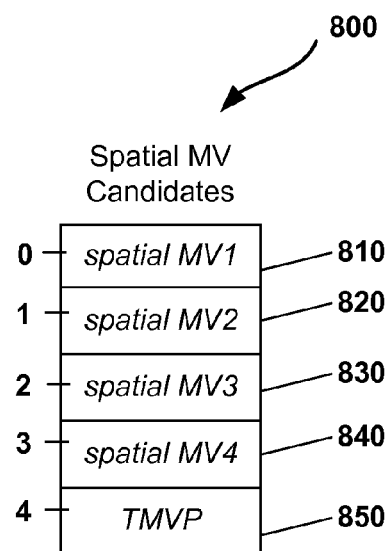 800
Spatial MV
Candidates
0 spatial MV1 810
1 spatial MV2 820
2 spatial MV3 830
3 spatial MV4 840
4 TMVP 850